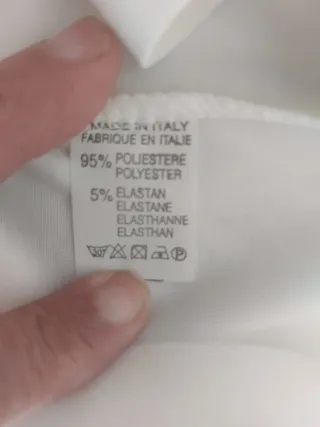 MADE IN ITALY
FABRIQUE EN ITALIE
95% POLIESTERE
POLYESTER
5% ELASTAN
ELASTANE
ELASTHANNE
ELASTHAN
P